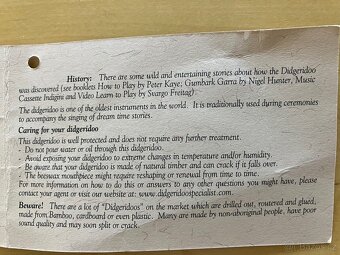 History: There are some wild and entertaining stories about how the Didgeridoo
was discovered (see booklets How to Play by Peter Kaye; Gumbark Garra by Nigel Hunter, Music
Cassette Indigini and Video Learn to Play by Svargo Freitag)
The didgeridoo is one of the oldest instruments in the world. It is traditionally used during ceremonies
to accompany the singing of dream time stories.
Caring for your didgeridoo
This didgeridoo is well protected and does not require any further treatment.
- Do not pour water or oil through this didgeridoo.
- Avoid exposing your didgeridoo to extreme changes in temperature and/or humidity.
- Be aware that your didgeridoo is made of natural timber and can crack if it falls over.
- The beeswax mouthpiece might require reshaping or renewal from time to time.
For more information on how to do this or answers to any other questions you might have, please
contact your agent or visit our website at: www.didgeridoospecialist.com.
Beware! There are a lot of "Didgeridoos" on the market which are drilled out, routered and glued,
made from Bamboo, cardboard or even plastic. Many are made by non-aboriginal people, have poor
sound quality and may soon split or crack.